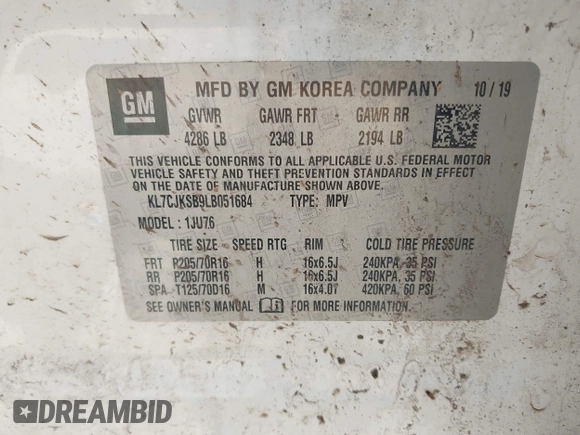 GM
MFD BY GM KOREA COMPANY 10/19
GVWR GAWR FRT GAWR RR
4286 LB 2348 LB 2194 LB
THIS VEHICLE CONFORMS TO ALL APPLICABLE U.S. FEDERAL MOTOR
VEHICLE SAFETY AND THEFT PREVENTION STANDARDS IN EFFECT
ON THE DATE OF MANUFACTURE SHOWN ABOVE.
KL7CJKSB9LB051684 TYPE: MPV
MODEL: 1JU76
TIRE SIZE SPEED RTG RIM COLD TIRE PRESSURE
FRT P205/70R16 H 16x6.5J 240KPA, 35 PSI
RR P205/70R16 H 16x6.5J 240KPA, 35 PSI
SPA T125/70D16 M 16x4.0T 420KPA, 60 PSI
SEE OWNER'S MANUAL FOR MORE INFORMATION.
DREAMBID